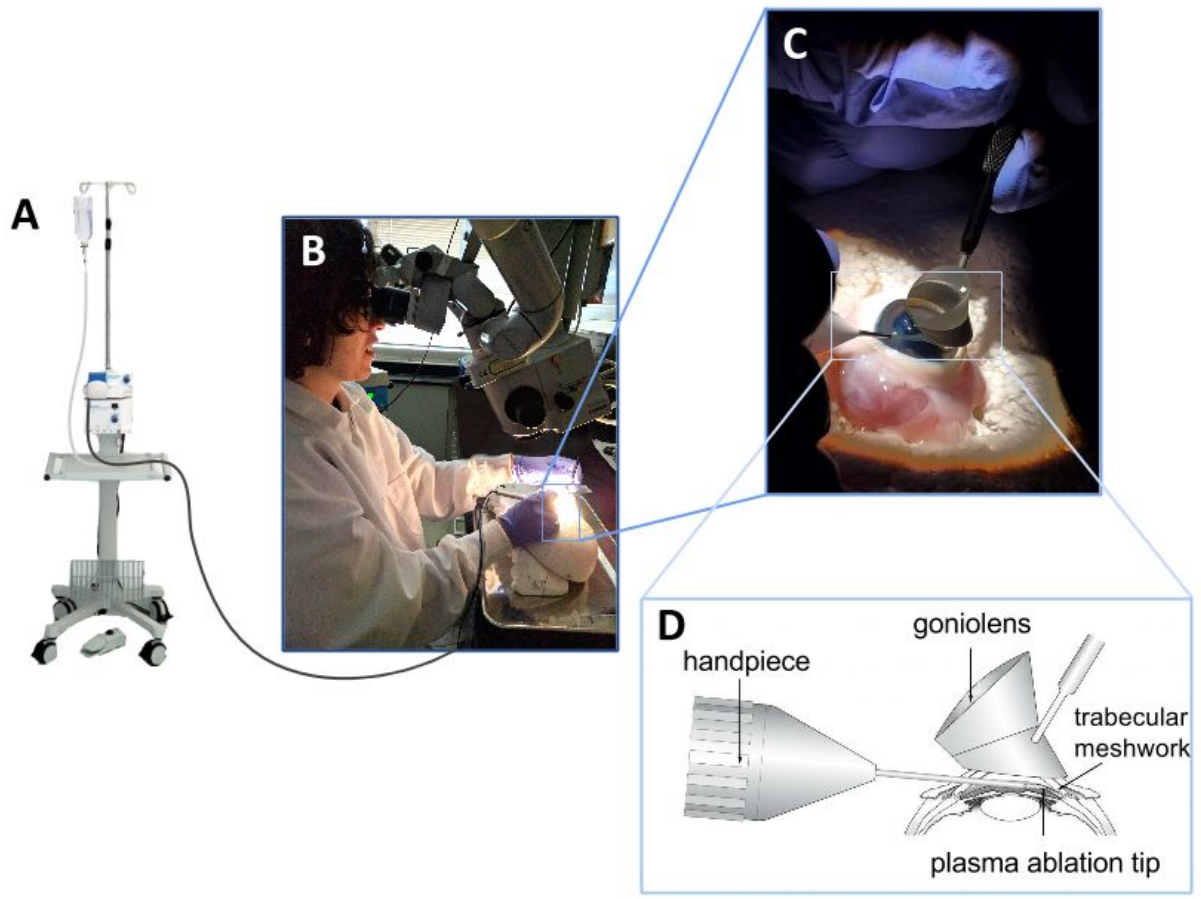 A
B
C
D
goniolens
handpiece
trabecular
meshwork
plasma ablation tip